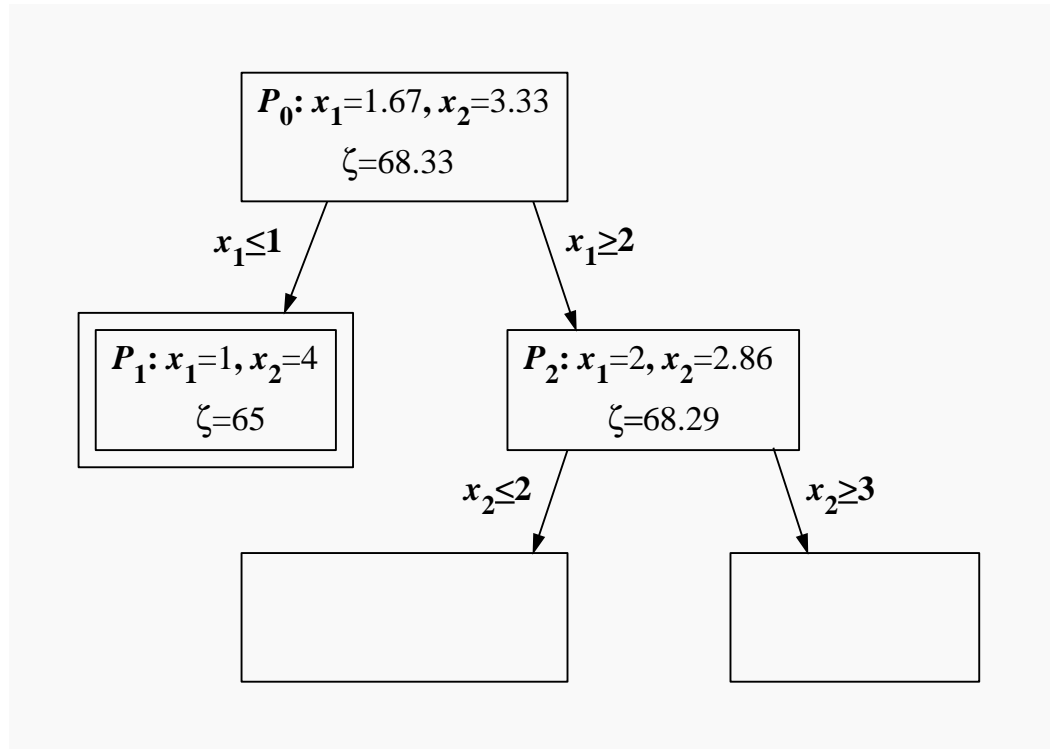 P₀: x₁=1.67, x₂=3.33
ζ=68.33
x₁≤1
x₁≥2
P₁: x₁=1, x₂=4
ζ=65
P₂: x₁=2, x₂=2.86
ζ=68.29
x₂≤2
x₂≥3